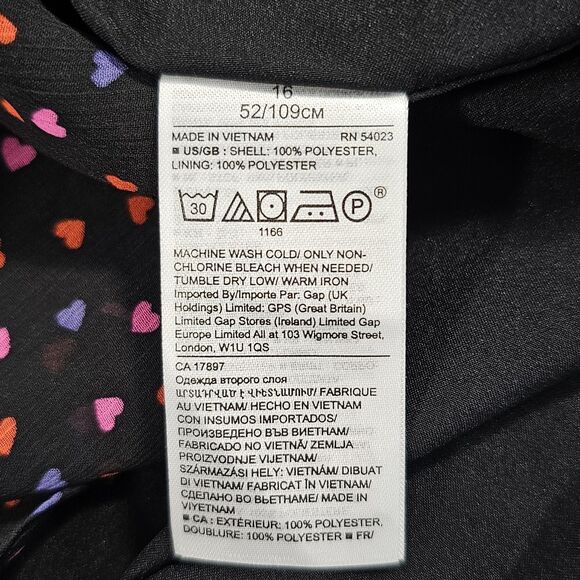 16
52/109CM
MADE IN VIETNAM RN 54023
US/GB : SHELL: 100% POLYESTER,
LINING: 100% POLYESTER
30 P ®
1166
MACHINE WASH COLD/ ONLY NON-
CHLORINE BLEACH WHEN NEEDED/
TUMBLE DRY LOW/ WARM IRON
Imported By/Importe Par: Gap (UK
Holdings) Limited: GPS (Great Britain)
Limited Gap Stores (Ireland) Limited Gap
Europe Limited All at 103 Wigmore Street,
London, W1U 1QS
CA 17897
Одежда второго слоя
ԱՐՏԱԴՐՎԱԾ Է ՎԻԵՏՆԱՄՈՒՄ/ FABRIQUE
AU VIETNAM/ HECHO EN VIETNAM
CON INSUMOS IMPORTADOS/
ПРОИЗВЕДЕНО ВЪВ ВИЕТНАМ/
FABRICADO NO VIETNÃ/ ZEMLJA
PROIZVODNJE VIJETNAM/
SZÁRMAZÁSI HELY: VIETNÁM/ DIBUAT
DI VIETNAM/ FABRICAT ÎN VIETNAM/
СДЕЛАНО ВО ВЬЕТНАМЕ/ MADE IN
VIYETNAM
CA : EXTÉRIEUR: 100% POLYESTER,
DOUBLURE: 100% POLYESTER FR/